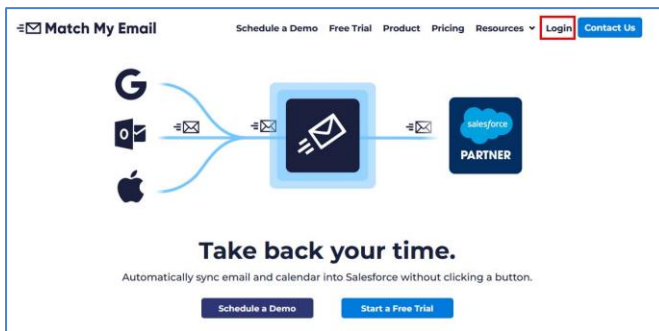 Match My Email
Schedule a Demo Free Trial Product Pricing Resources Login Contact Us
G
O
salesforce
PARTNER
Take back your time.
Automatically sync email and calendar into Salesforce without clicking a button.
Schedule a Demo Start a Free Trial